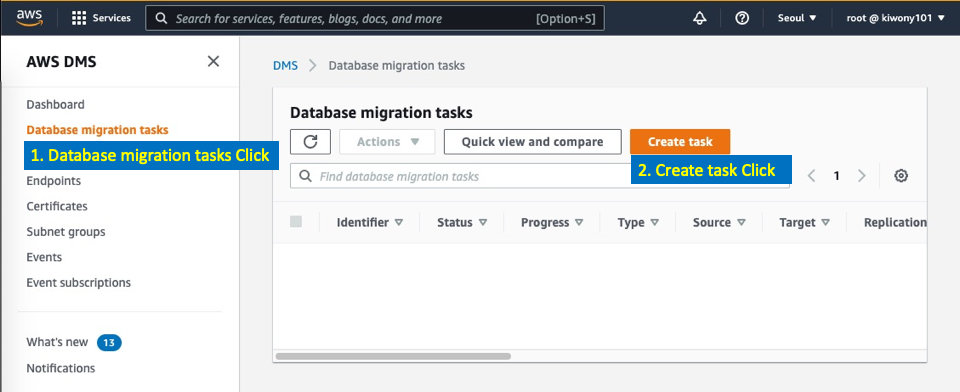 aws
Services
Search for services, features, blogs, docs, and more
[Option+S]
Seoul ▼
root @ kiwony101 ▼
AWS DMS
Dashboard
Database migration tasks
1. Database migration tasks Click
Endpoints
Certificates
Subnet groups
Events
Event subscriptions
What's new 13
Notifications
DMS > Database migration tasks
Database migration tasks
Actions ▼
Quick view and compare
Create task
2. Create task Click
Find database migration tasks
< 1 >
Identifier
Status
Progress
Type
Source
Target
Replication